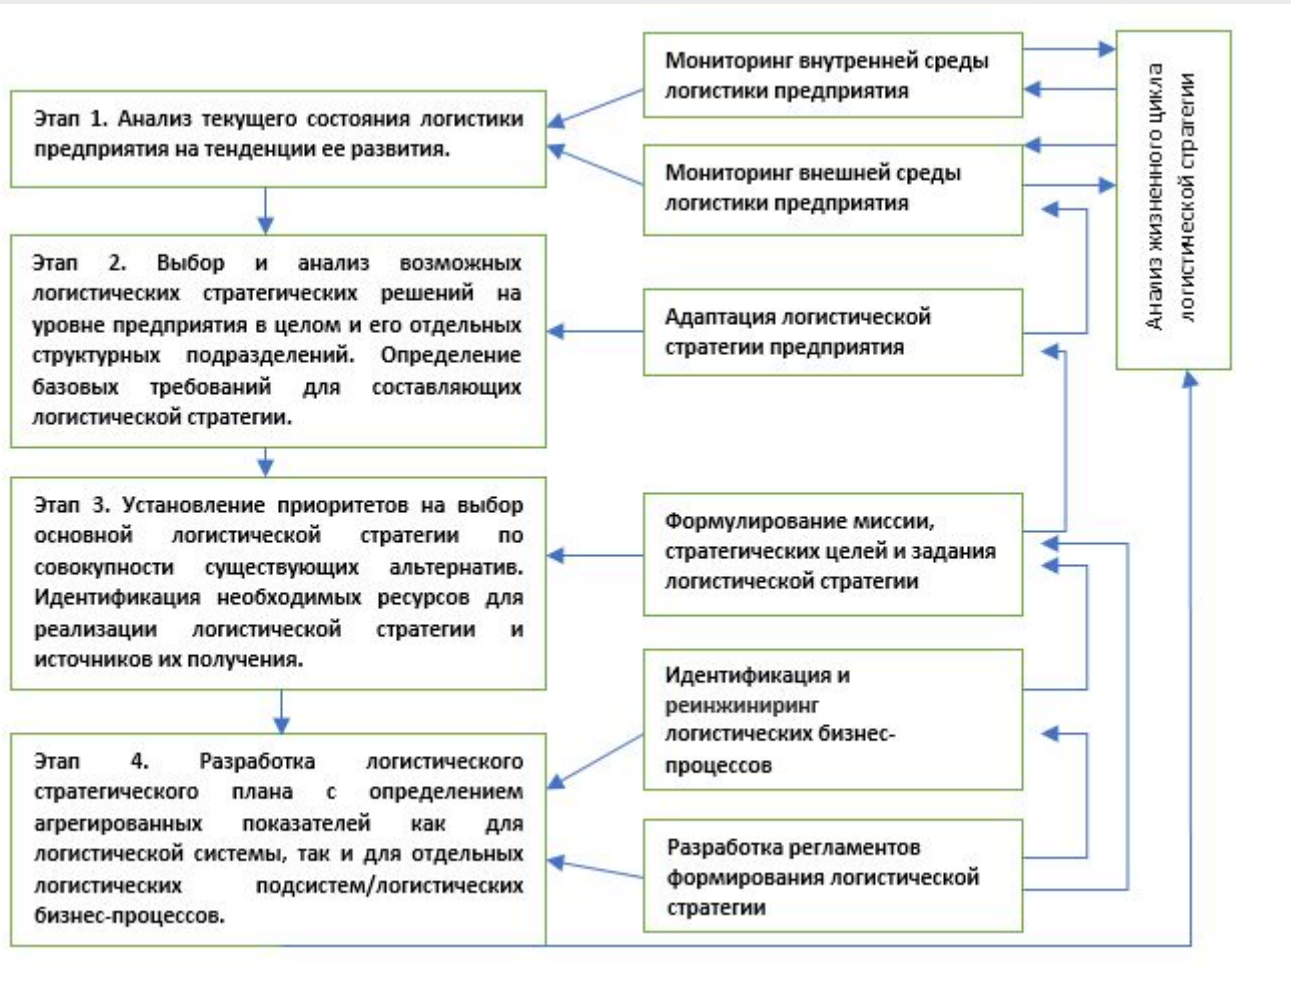 Этап 1. Анализ текущего состояния логистики
предприятия на тенденции ее развития.
Этап 2. Выбор и анализ возможных
логистических стратегических решений на
уровне предприятия в целом и его отдельных
структурных подразделений. Определение
базовых требований для составляющих
логистической стратегии.
Этап 3. Установление приоритетов на выбор
основной логистической стратегии по
совокупности существующих альтернатив.
Идентификация необходимых ресурсов для
реализации логистической стратегии и
источников их получения.
Этап 4. Разработка логистического
стратегического плана с определением
агрегированных показателей как для
логистической системы, так и для отдельных
логистических подсистем/логистических
бизнес-процессов.
Мониторинг внутренней среды
логистики предприятия
Мониторинг внешней среды
логистики предприятия
Адаптация логистической
стратегии предприятия
Формулирование миссии,
стратегических целей и задания
логистической стратегии
Идентификация и
реинжиниринг
логистических бизнес-
процессов
Разработка регламентов
формирования логистической
стратегии
Анализ жизненного цикла
логистической стратегии